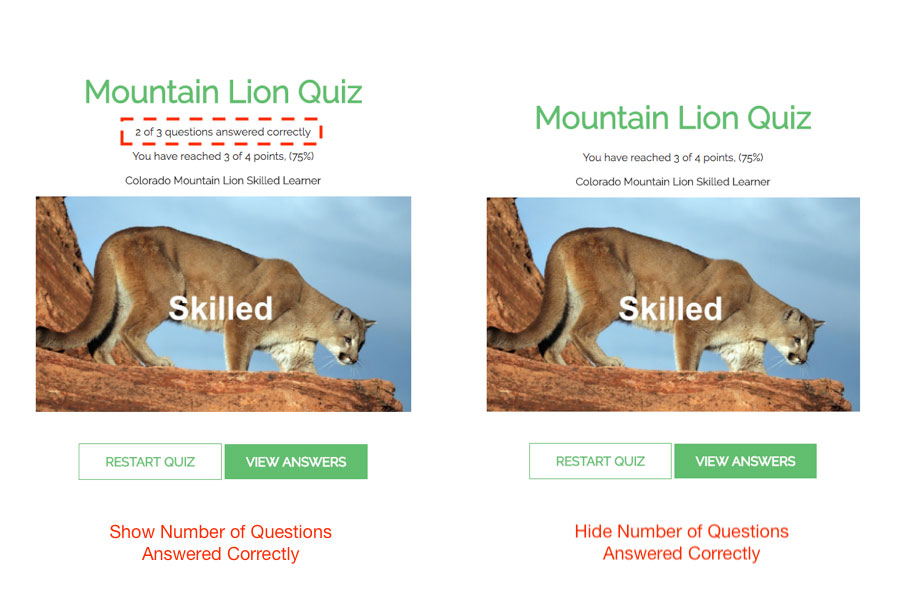 Mountain Lion Quiz
2 of 3 questions answered correctly
You have reached 3 of 4 points, (75%)
Colorado Mountain Lion Skilled Learner
Skilled
RESTART QUIZ
VIEW ANSWERS
Show Number of Questions
Answered Correctly
Mountain Lion Quiz
You have reached 3 of 4 points, (75%)
Colorado Mountain Lion Skilled Learner
Skilled
RESTART QUIZ
VIEW ANSWERS
Hide Number of Questions
Answered Correctly